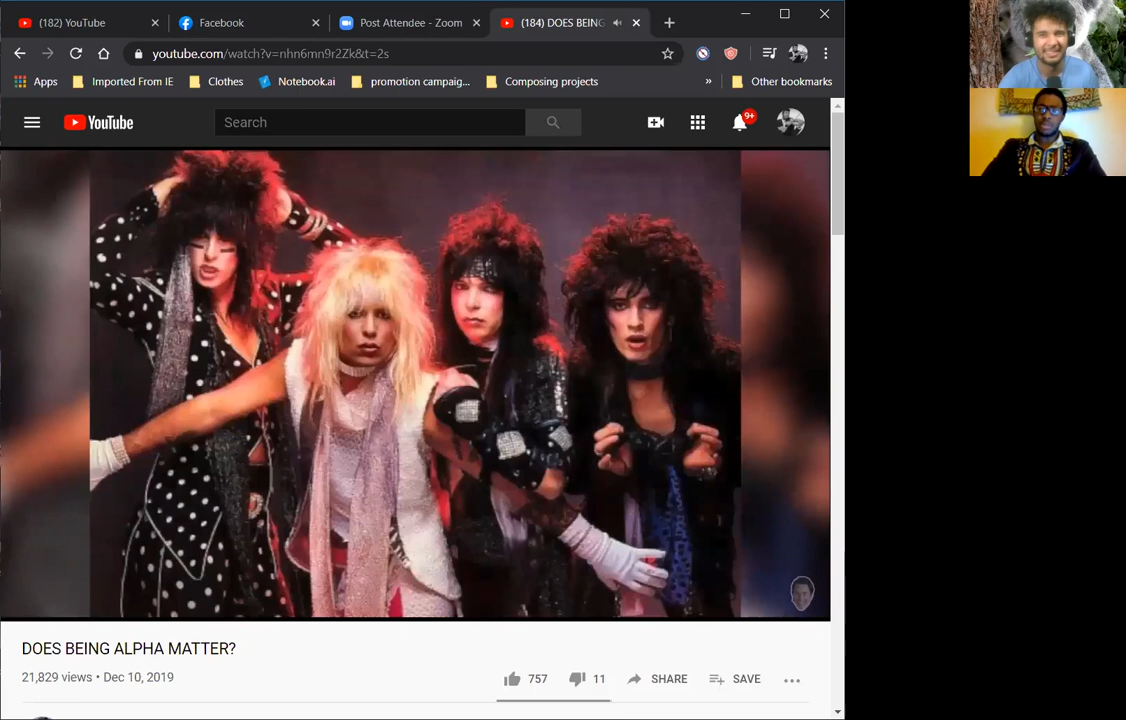 (182) YouTube
Facebook
Post Attendee - Zoom
(184) DOES BEING
youtube.com/watch?v=nhn6mn9r2Zk&t=2s
Apps
Imported From IE
Clothes
Notebook.ai
promotion campaig...
Composing projects
»
Other bookmarks
YouTube
Search
9+
DOES BEING ALPHA MATTER?
21,829 views • Dec 10, 2019
757
11
SHARE
SAVE